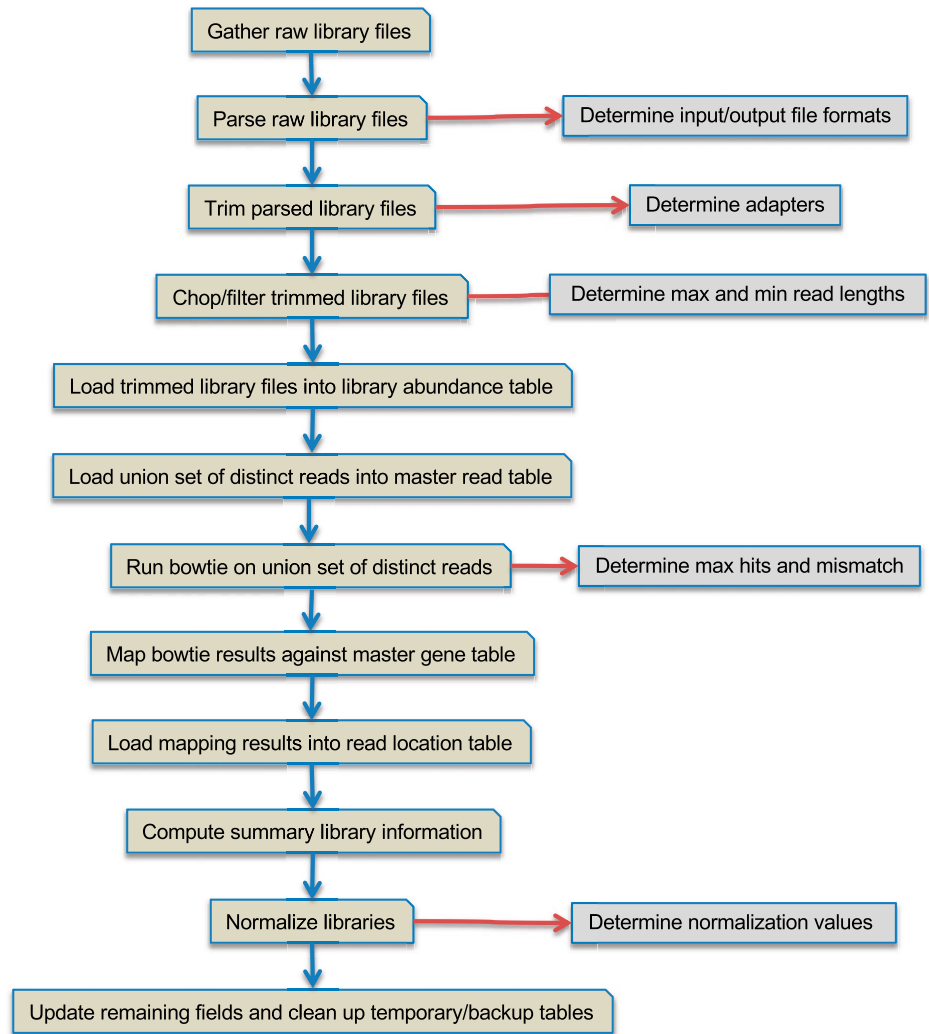 Gather raw library files
Parse raw library files
Determine input/output file formats
Trim parsed library files
Determine adapters
Chop/filter trimmed library files
Determine max and min read lengths
Load trimmed library files into library abundance table
Load union set of distinct reads into master read table
Run bowtie on union set of distinct reads
Determine max hits and mismatch
Map bowtie results against master gene table
Load mapping results into read location table
Compute summary library information
Normalize libraries
Determine normalization values
Update remaining fields and clean up temporary/backup tables